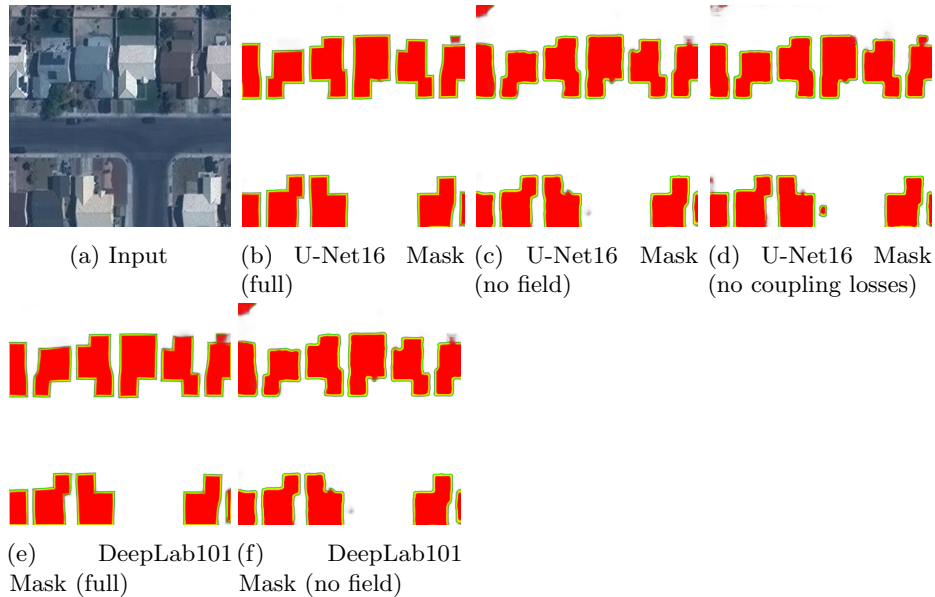 (a) Input
(b) U-Net16 Mask
(full)
(c) U-Net16 Mask
(no field)
(d) U-Net16 Mask
(no coupling losses)
(e) DeepLab101
Mask (full)
(f) DeepLab101
Mask (no field)